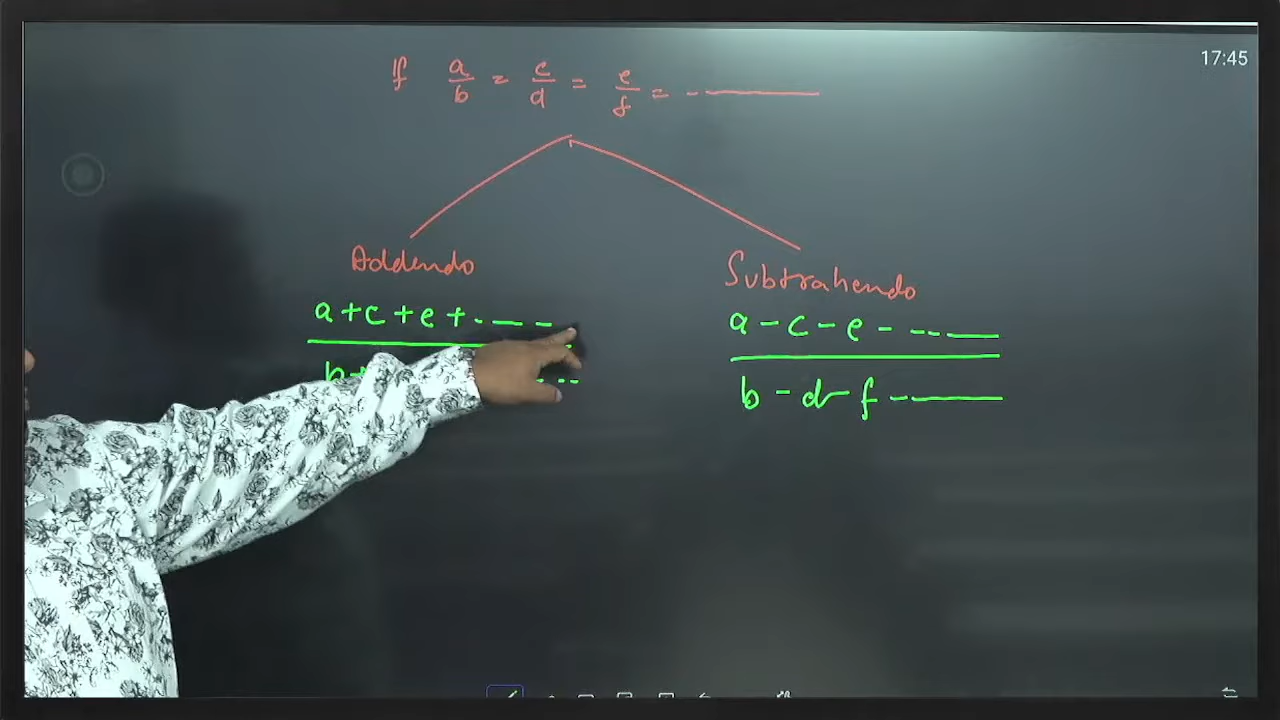 17:45
If a/b = c/d = e/f = - ———
Addendo
Subtrahendo
a + c + e + - — –
b +
a - c - e - -- —
b - d - f - ———